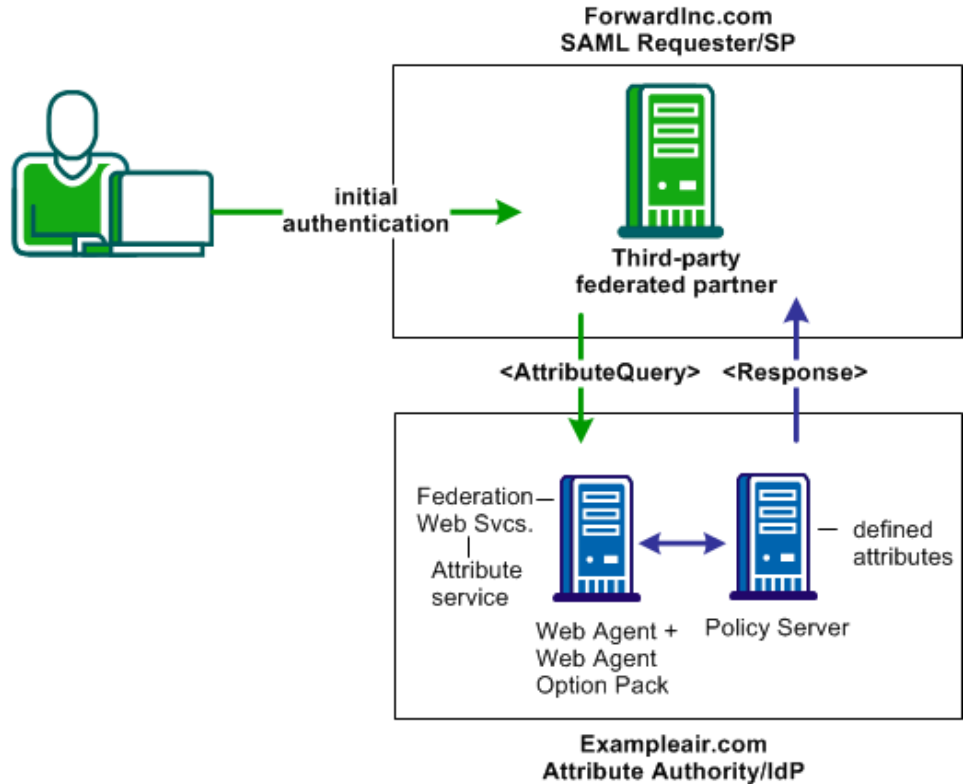 ForwardInc.com
SAML Requester/SP
initial
authentication
Third-party
federated partner
<AttributeQuery>
<Response>
Federation
Web Svcs.
Attribute
service
defined
attributes
Web Agent +
Web Agent
Option Pack
Policy Server
Exampleair.com
Attribute Authority/IdP